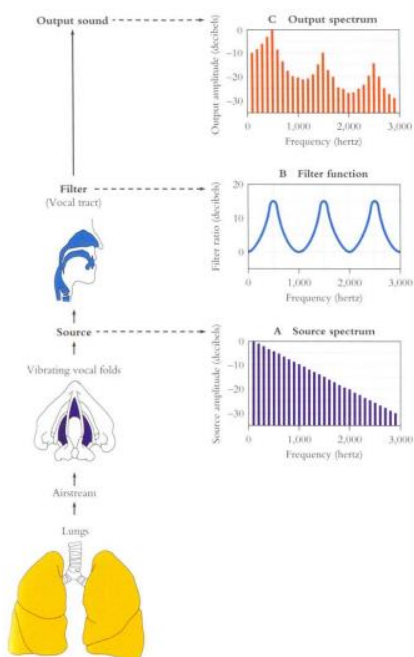 Output sound
C Output spectrum
Output amplitude (decibels)
0
−10
−20
−30
0
1,000
2,000
3,000
Frequency (hertz)
Filter
(Vocal tract)
B Filter function
Filter ratio (decibels)
20
10
0
0
1,000
2,000
3,000
Frequency (hertz)
Source
A Source spectrum
Source amplitude (decibels)
0
−10
−20
−30
0
1,000
2,000
3,000
Frequency (hertz)
Vibrating vocal folds
Airstream
Lungs